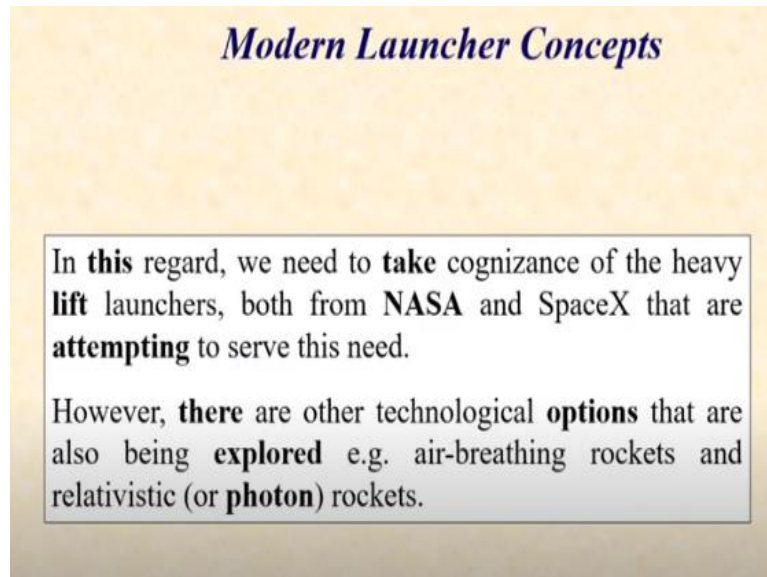 Modern Launcher Concepts
In this regard, we need to take cognizance of the heavy
lift launchers, both from NASA and SpaceX that are
attempting to serve this need.
However, there are other technological options that are
also being explored e.g. air-breathing rockets and
relativistic (or photon) rockets.